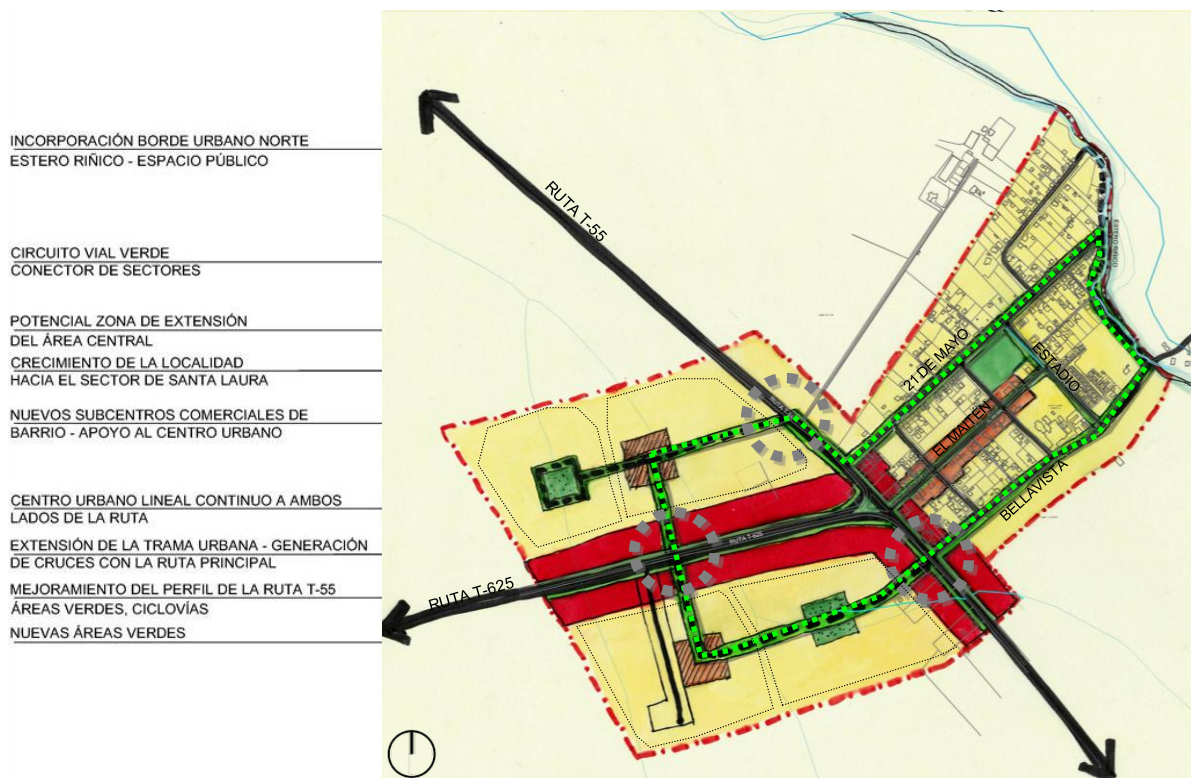 INCORPORACIÓN BORDE URBANO NORTE
ESTERO RIÑICO - ESPACIO PÚBLICO
CIRCUITO VIAL VERDE
CONECTOR DE SECTORES
POTENCIAL ZONA DE EXTENSIÓN
DEL ÁREA CENTRAL
CRECIMIENTO DE LA LOCALIDAD
HACIA EL SECTOR DE SANTA LAURA
NUEVOS SUBCENTROS COMERCIALES DE
BARRIO - APOYO AL CENTRO URBANO
CENTRO URBANO LINEAL CONTINUO A AMBOS
LADOS DE LA RUTA
EXTENSIÓN DE LA TRAMA URBANA - GENERACIÓN
DE CRUCES CON LA RUTA PRINCIPAL
MEJORAMIENTO DEL PERFIL DE LA RUTA T-55
ÁREAS VERDES, CICLOVÍAS
NUEVAS ÁREAS VERDES
RUTA T-55
ESTERO RIÑICO
21 DE MAYO
ESTADIO
EL MAITÉN
BELLAVISTA
RUTA T-625
RUTA T-625